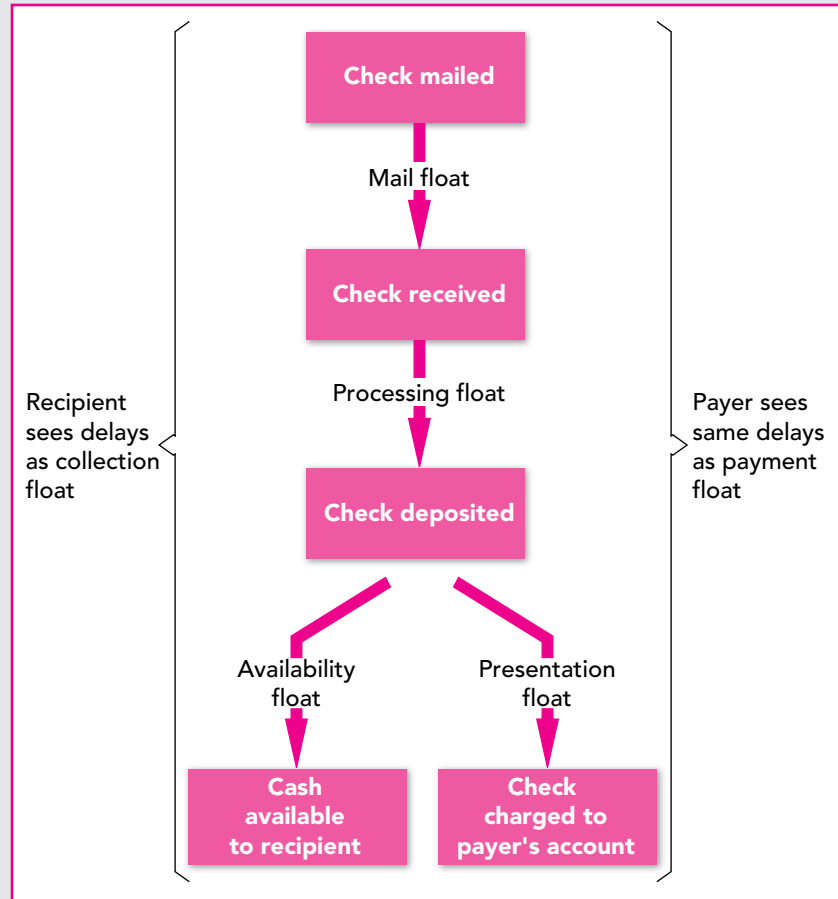 Check mailed
Mail float
Check received
Processing float
Recipient
sees delays
as collection
float
Payer sees
same delays
as payment
float
Check deposited
Availability
float
Presentation
float
Cash
available
to recipient
Check
charged to
payer's account